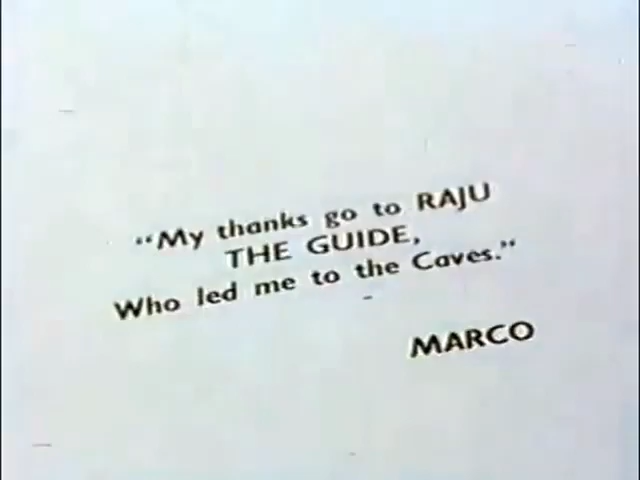 "My thanks go to RAJU
THE GUIDE,
Who led me to the Caves."
MARCO